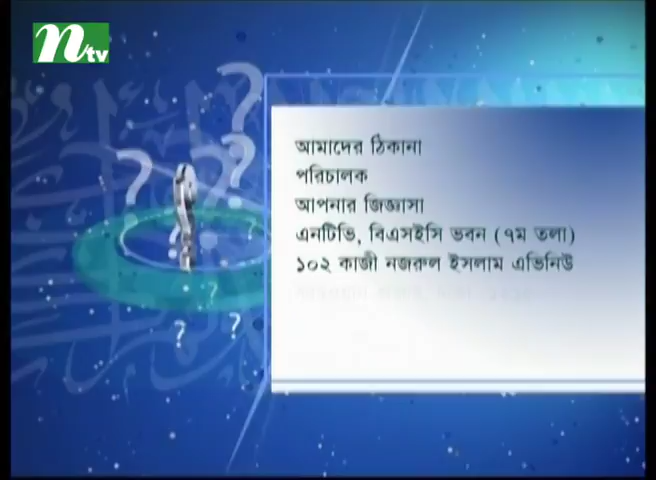 ntv
আমাদের ঠিকানা
পরিচালক
আপনার জিজ্ঞাসা
এনটিভি, বিএসইসি ভবন (৭ম তলা)
১০২ কাজী নজরুল ইসলাম এভিনিউ